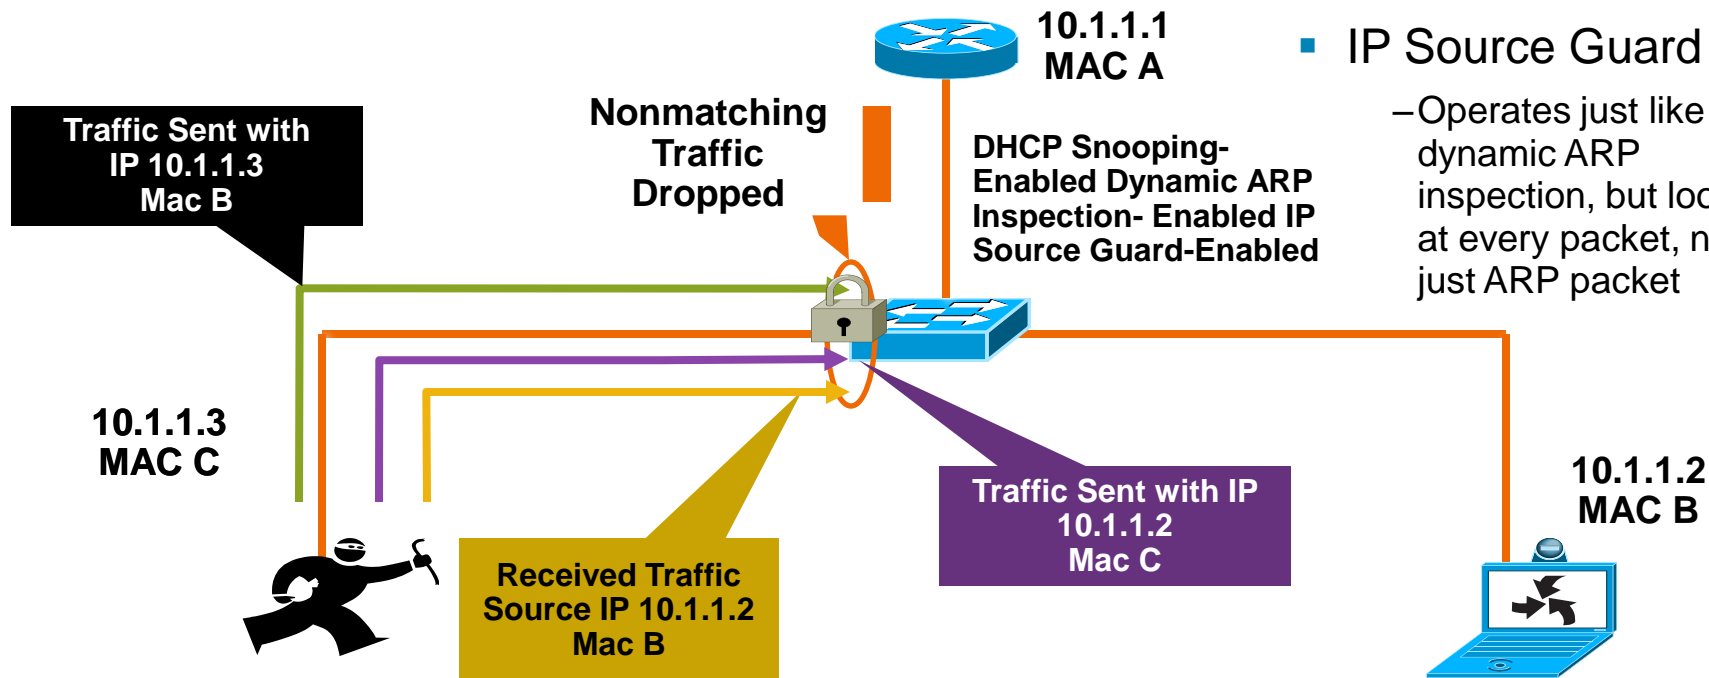 10.1.1.1
MAC A
▪ IP Source Guard
–Operates just like
dynamic ARP
inspection, but
at every packet,
just ARP packet
Traffic Sent with
IP 10.1.1.3
Mac B
Nonmatching
Traffic
Dropped
DHCP Snooping-
Enabled Dynamic ARP
Inspection- Enabled IP
Source Guard-Enabled
10.1.1.3
MAC C
Traffic Sent with IP
10.1.1.2
Mac C
10.1.1.2
MAC B
Received Traffic
Source IP 10.1.1.2
Mac B